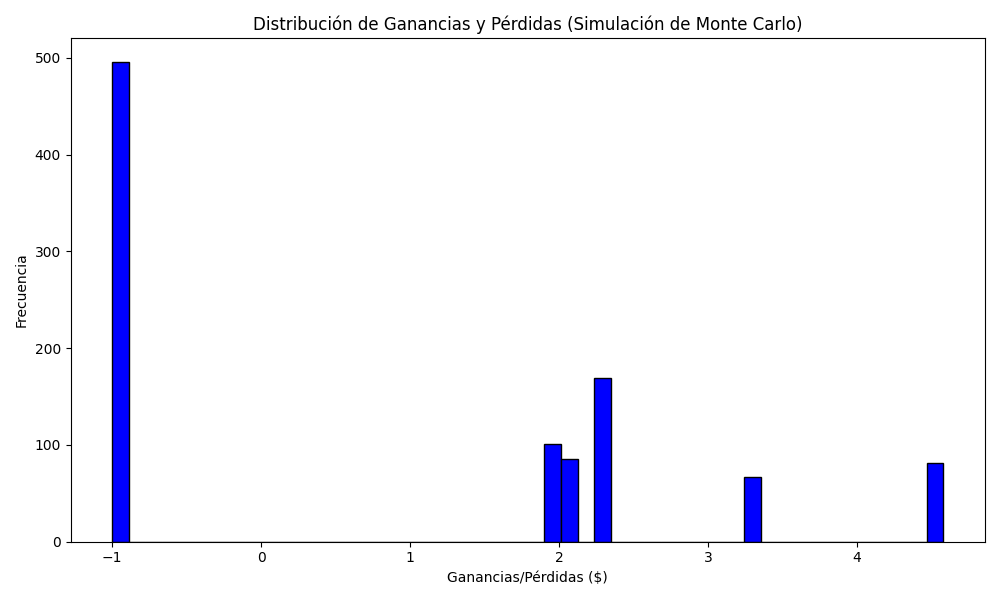 Distribución de Ganancias y Pérdidas (Simulación de Monte Carlo)
500
400
300
200
100
0
Frecuencia
−1 0 1 2 3 4
Ganancias/Pérdidas ($)